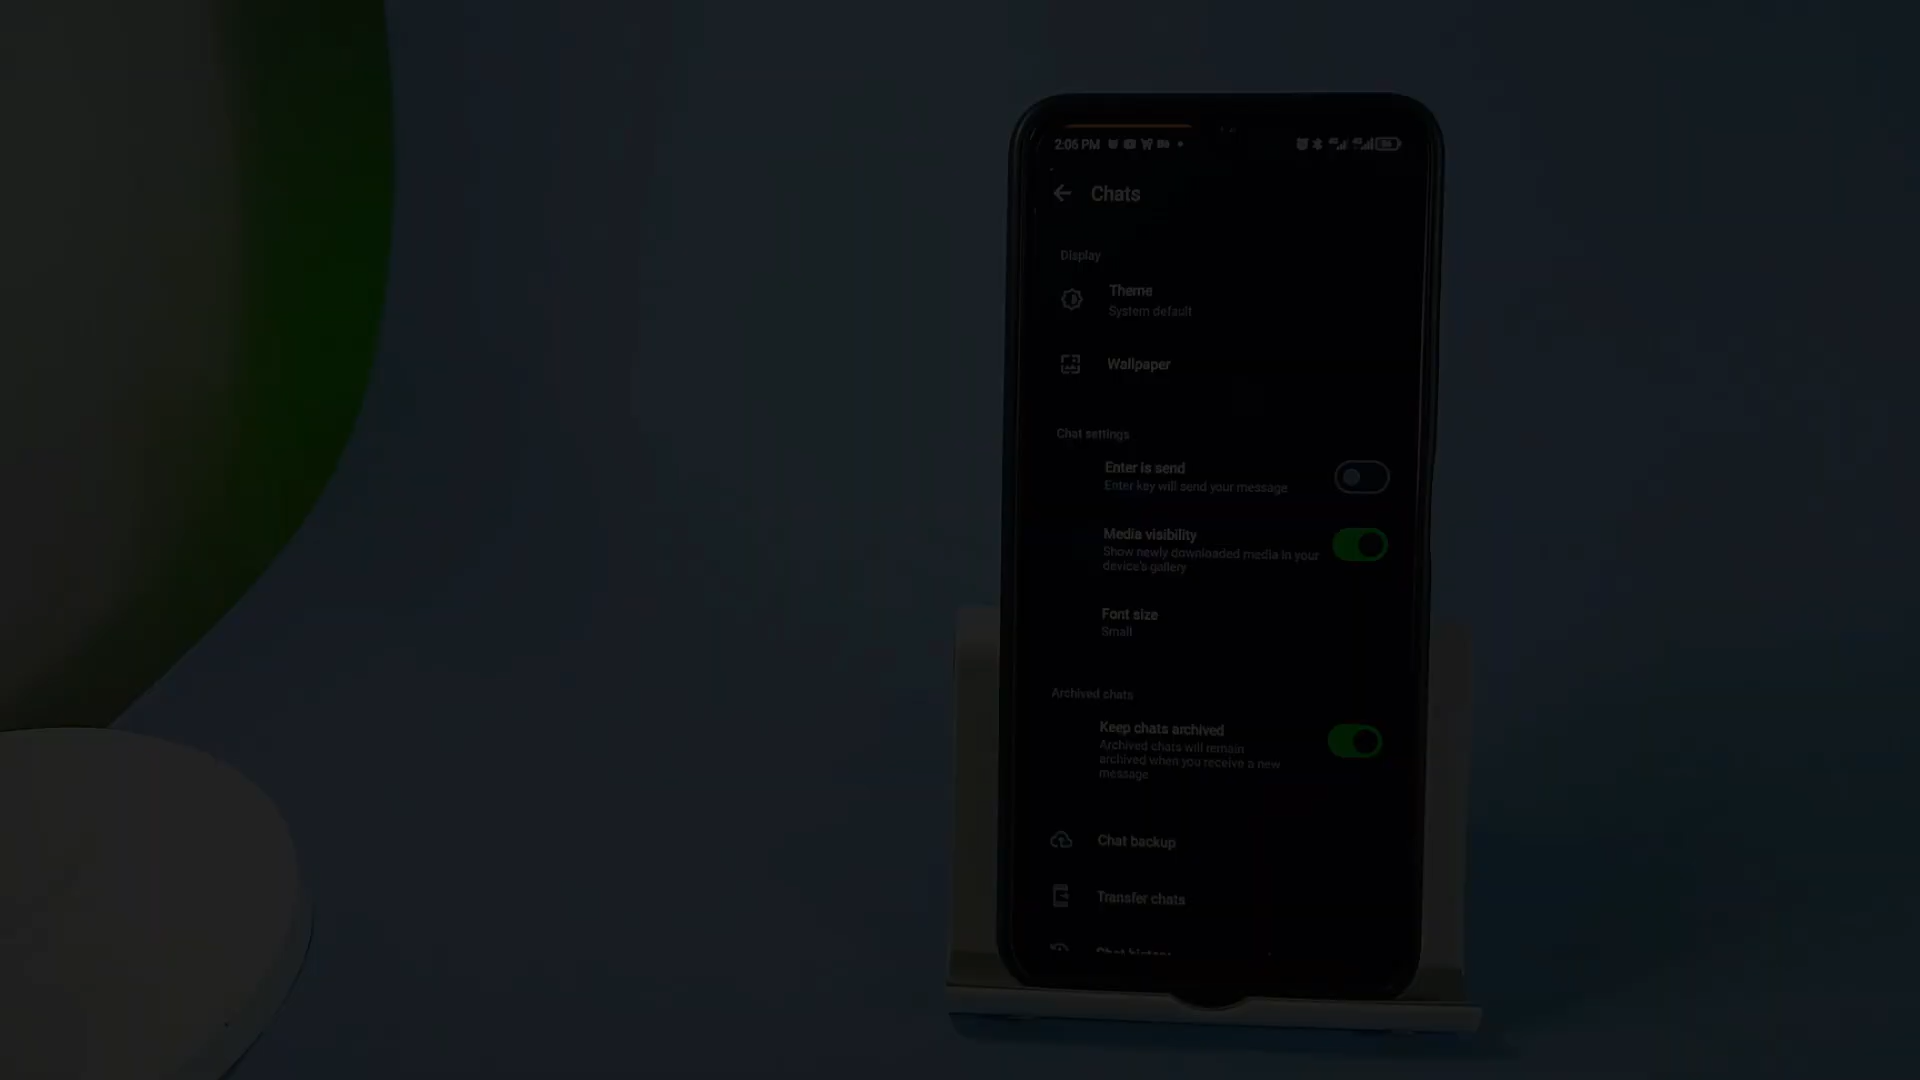 2:06 PM
Chats
Display
Theme
System default
Wallpaper
Chat settings
Enter is send
Enter key will send your message
Media visibility
Show newly downloaded media in your
device's gallery
Font size
Small
Archived chats
Keep chats archived
Archived chats will remain
archived when you receive a new
message
Chat backup
Transfer chats
Chat history